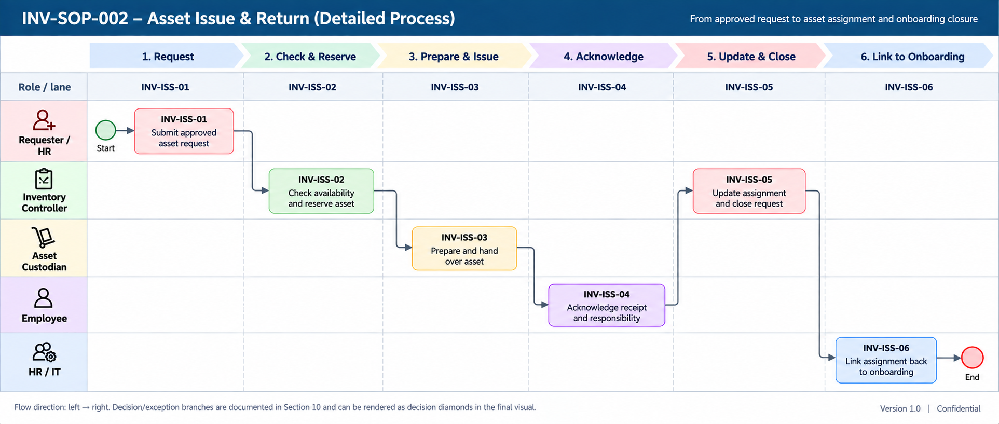 INV-SOP-002 – Asset Issue & Return (Detailed Process)
From approved request to asset assignment and onboarding closure
1. Request
2. Check & Reserve
3. Prepare & Issue
4. Acknowledge
5. Update & Close
6. Link to Onboarding
Role / lane
INV-ISS-01
INV-ISS-02
INV-ISS-03
INV-ISS-04
INV-ISS-05
INV-ISS-06
Requester /
HR
Start
INV-ISS-01
Submit approved
asset request
Inventory
Controller
INV-ISS-02
Check availability
and reserve asset
INV-ISS-05
Update assignment
and close request
Asset
Custodian
INV-ISS-03
Prepare and hand
over asset
Employee
INV-ISS-04
Acknowledge receipt
and responsibility
HR / IT
INV-ISS-06
Link assignment back
to onboarding
End
Flow direction: left → right. Decision/exception branches are documented in Section 10 and can be rendered as decision diamonds in the final visual.
Version 1.0 | Confidential